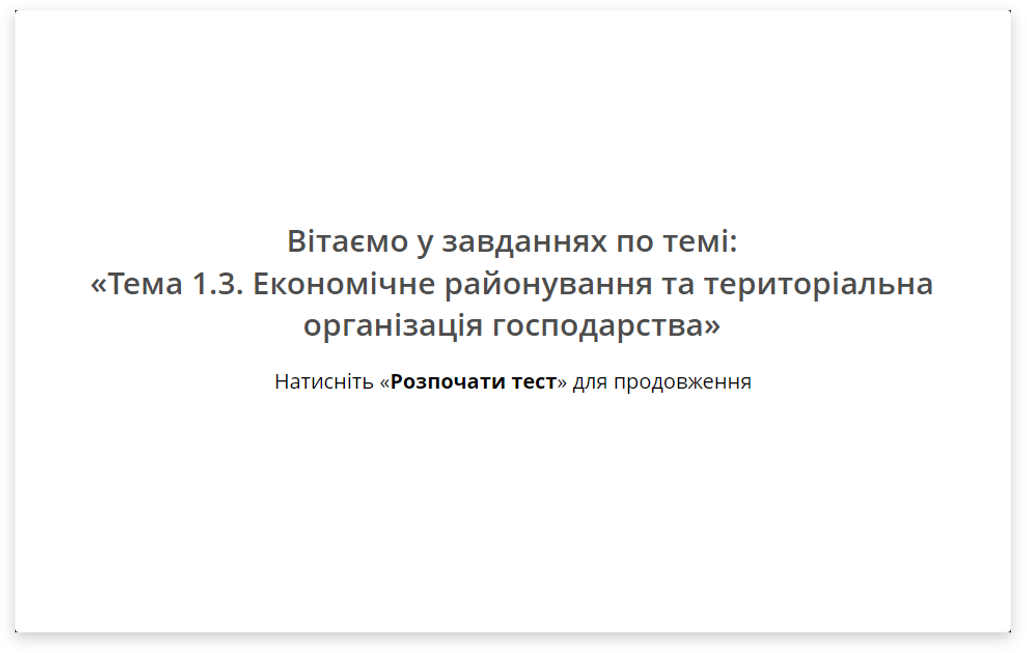 Вітаємо у завданнях по темі:
«Тема 1.3. Економічне районування та територіальна
організація господарства»
Натисніть «Розпочати тест» для продовження